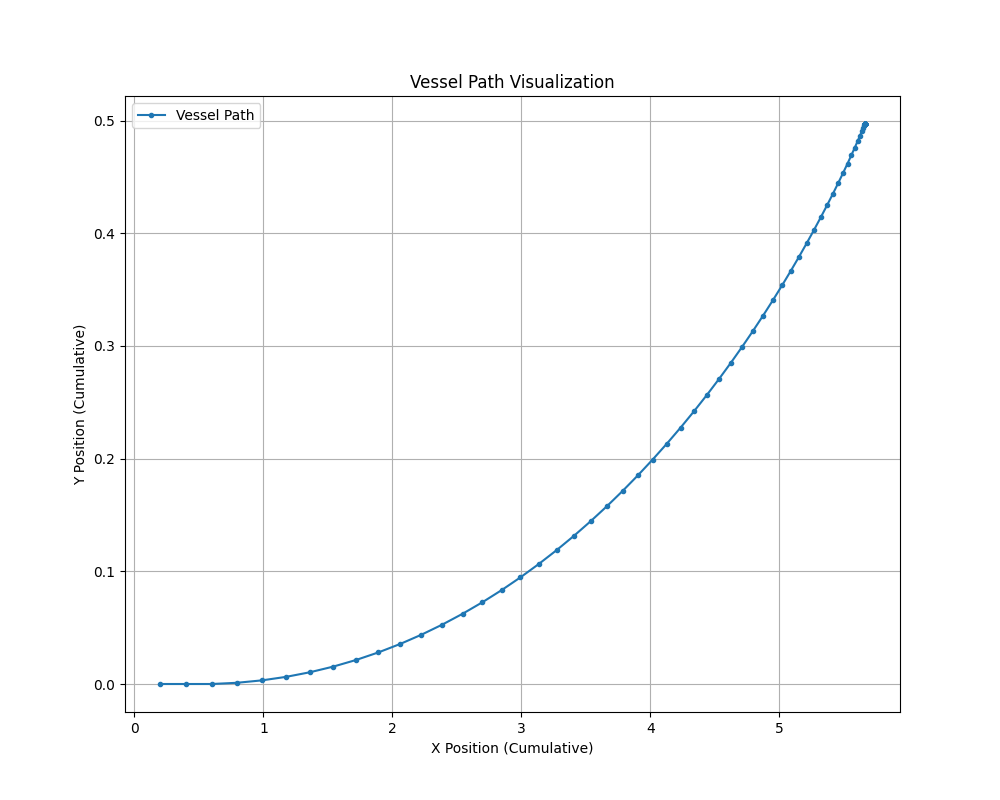 Vessel Path Visualization
Vessel Path
Y Position (Cumulative)
0.5
0.4
0.3
0.2
0.1
0.0
0 1 2 3 4 5
X Position (Cumulative)